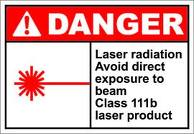 DANGER
Laser radiation
Avoid direct
exposure to
beam
Class 111b
laser product